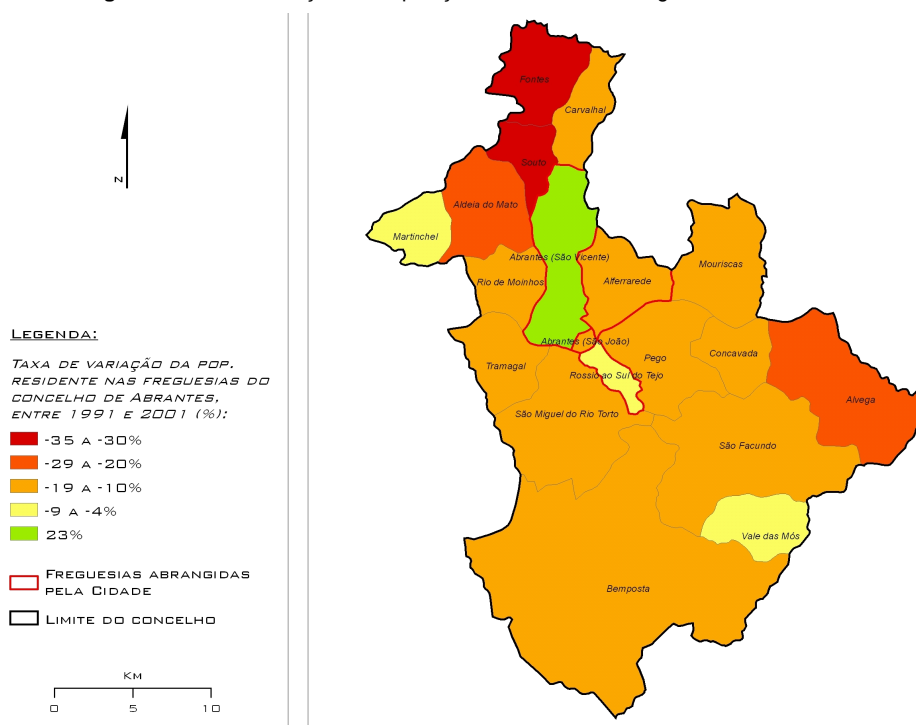 N
LEGENDA:
TAXA DE VARIAÇÃO DA POP.
RESIDENTE NAS FREGUESIAS DO
CONCELHO DE ABRANTES,
ENTRE 1991 E 2001 (%):
-35 A -30%
-29 A -20%
-19 A -10%
-9 A -4%
23%
FREGUESIAS ABRANGIDAS
PELA CIDADE
LIMITE DO CONCELHO
KM
0 5 10
Fontes
Carvalhal
Souto
Aldeia do Mato
Martinchel
Abrantes (São Vicente)
Rio de Moinhos
Alferrarede
Mouriscas
Abrantes (São João)
Tramagal
Pego
Concavada
Rossio ao Sul do Tejo
Alvega
São Miguel do Rio Torto
São Facundo
Vale das Mós
Bemposta